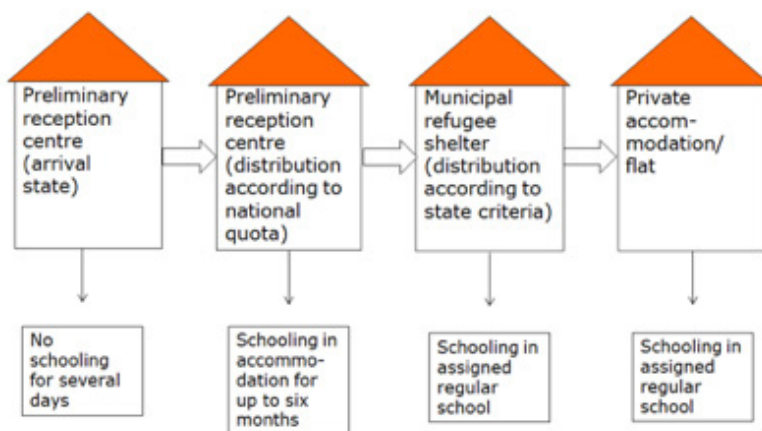 Preliminary
reception
centre
(arrival
state)
Preliminary
reception
centre
(distribution
according to
national
quota)
Municipal
refugee
shelter
(distribution
according to
state criteria)
Private
accom-
modation/
flat
No
schooling
for several
days
Schooling in
accommo-
dation for
up to six
months
Schooling in
assigned
regular
school
Schooling in
assigned
regular
school